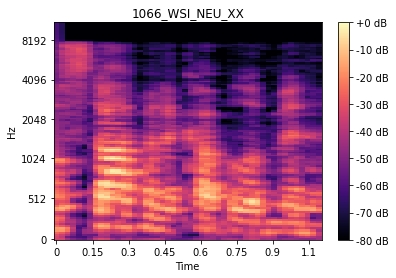 1066_WSI_NEU_XX
8192
4096
2048
1024
512
0
Hz
0 0.15 0.3 0.45 0.6 0.75 0.9 1.1
Time
+0 dB
-10 dB
-20 dB
-30 dB
-40 dB
-50 dB
-60 dB
-70 dB
-80 dB